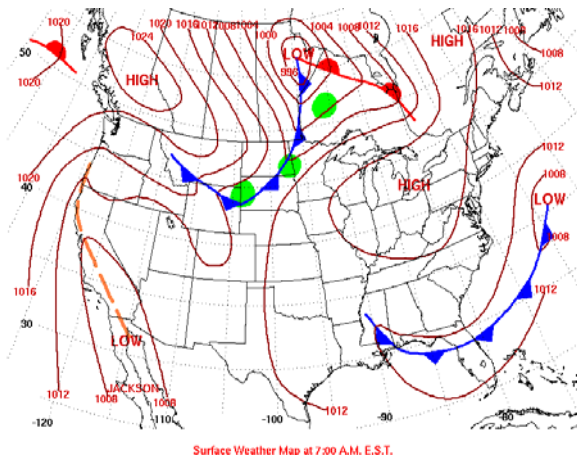 1020 1020 1016 1012 1008 1004 1004 1008 1012 1016 1012 1008
1024 1000 HIGH 1008
50 LOW
996
HIGH
1020 1012
1012
1020 1008
40 HIGH LOW
1008
1016 1012
30
LOW
1012 JACKSON 1012
1008 1008
-120 -110 -100 -90 -80
Surface Weather Map at 7:00 A.M. E.S.T.